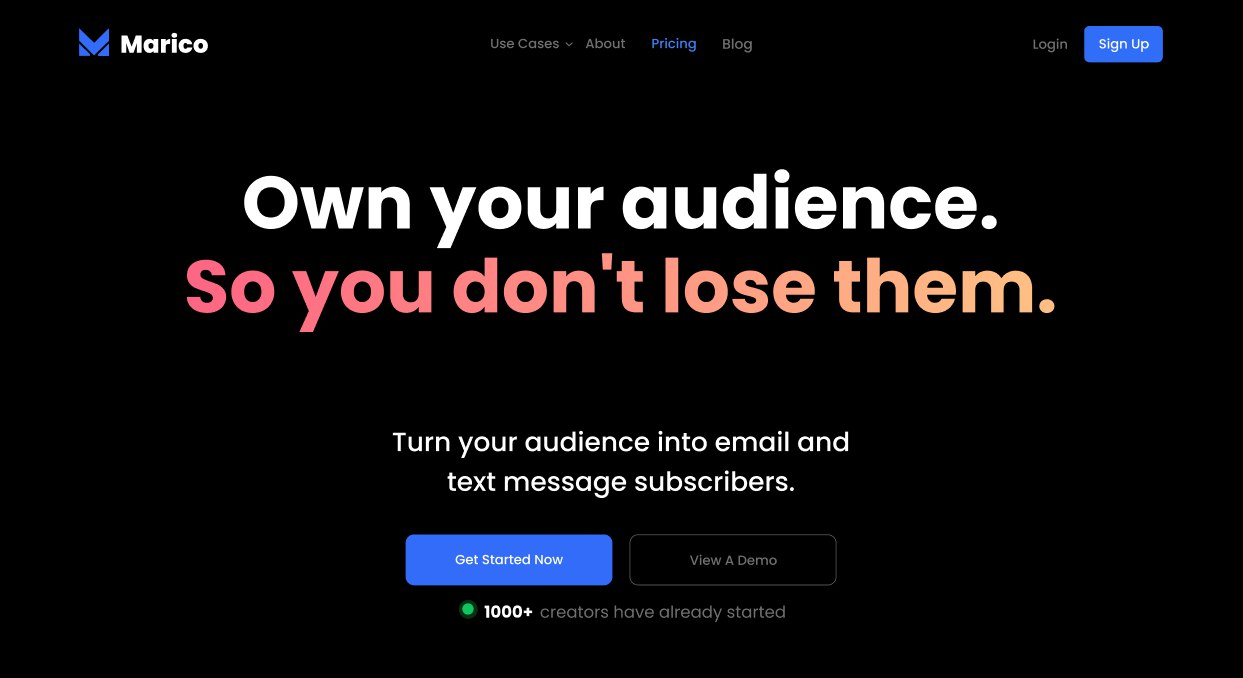 Marico
Use Cases About Pricing Blog
Login
Sign Up
Own your audience.
So you don't lose them.
Turn your audience into email and
text message subscribers.
Get Started Now
View A Demo
1000+ creators have already started